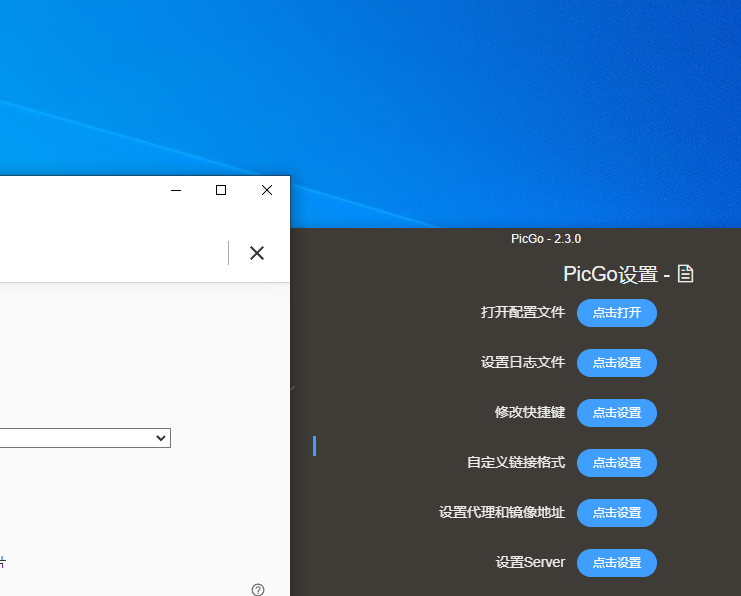 PicGo - 2.3.0
PicGo设置 -
打开配置文件 点击打开
设置日志文件 点击设置
修改快捷键 点击设置
自定义链接格式 点击设置
设置代理和镜像地址 点击设置
设置Server 点击设置